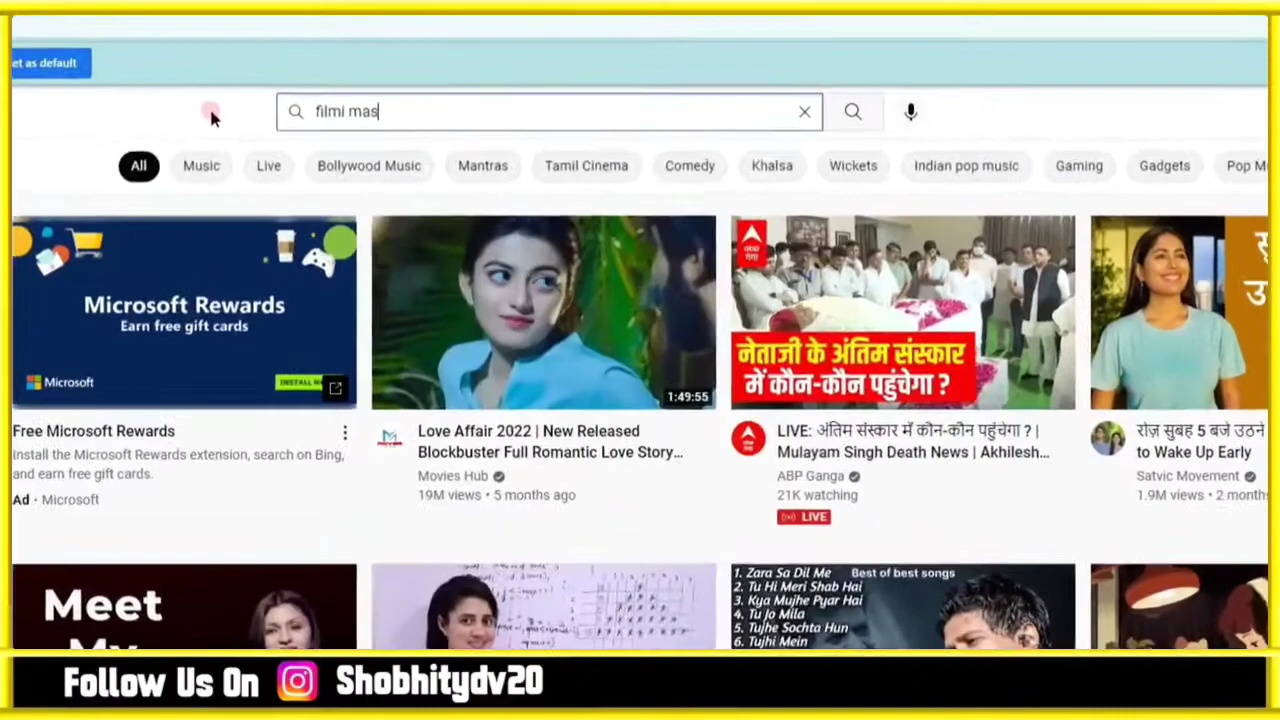 et as default
filmi mas
All
Music
Live
Bollywood Music
Mantras
Tamil Cinema
Comedy
Khalsa
Wickets
Indian pop music
Gaming
Gadgets
Pop M
Microsoft Rewards
Earn free gift cards
Microsoft
INSTALL
1:49:55
नेताजी के अंतिम संस्कार
में कौन-कौन पहुंचेगा ?
Free Microsoft Rewards
Install the Microsoft Rewards extension, search on Bing,
and earn free gift cards.
Ad · Microsoft
Love Affair 2022 | New Released
Blockbuster Full Romantic Love Story...
Movies Hub
19M views • 5 months ago
LIVE: अंतिम संस्कार में कौन-कौन पहुंचेगा ? |
Mulayam Singh Death News | Akhilesh...
ABP Ganga
21K watching
LIVE
रोज़ सुबह 5 बजे उठने
to Wake Up Early
Satvic Movement
1.9M views • 2 months
Meet
My
1. Zara Sa Dil Me
Best of best songs
2. Tu Hi Meri Shab Hai
3. Kya Mujhe Pyar Hai
4. Tu Jo Mila
5. Tujhe Sochta Hun
6. Tujhi Mein
Follow Us On
Shobhitydv20